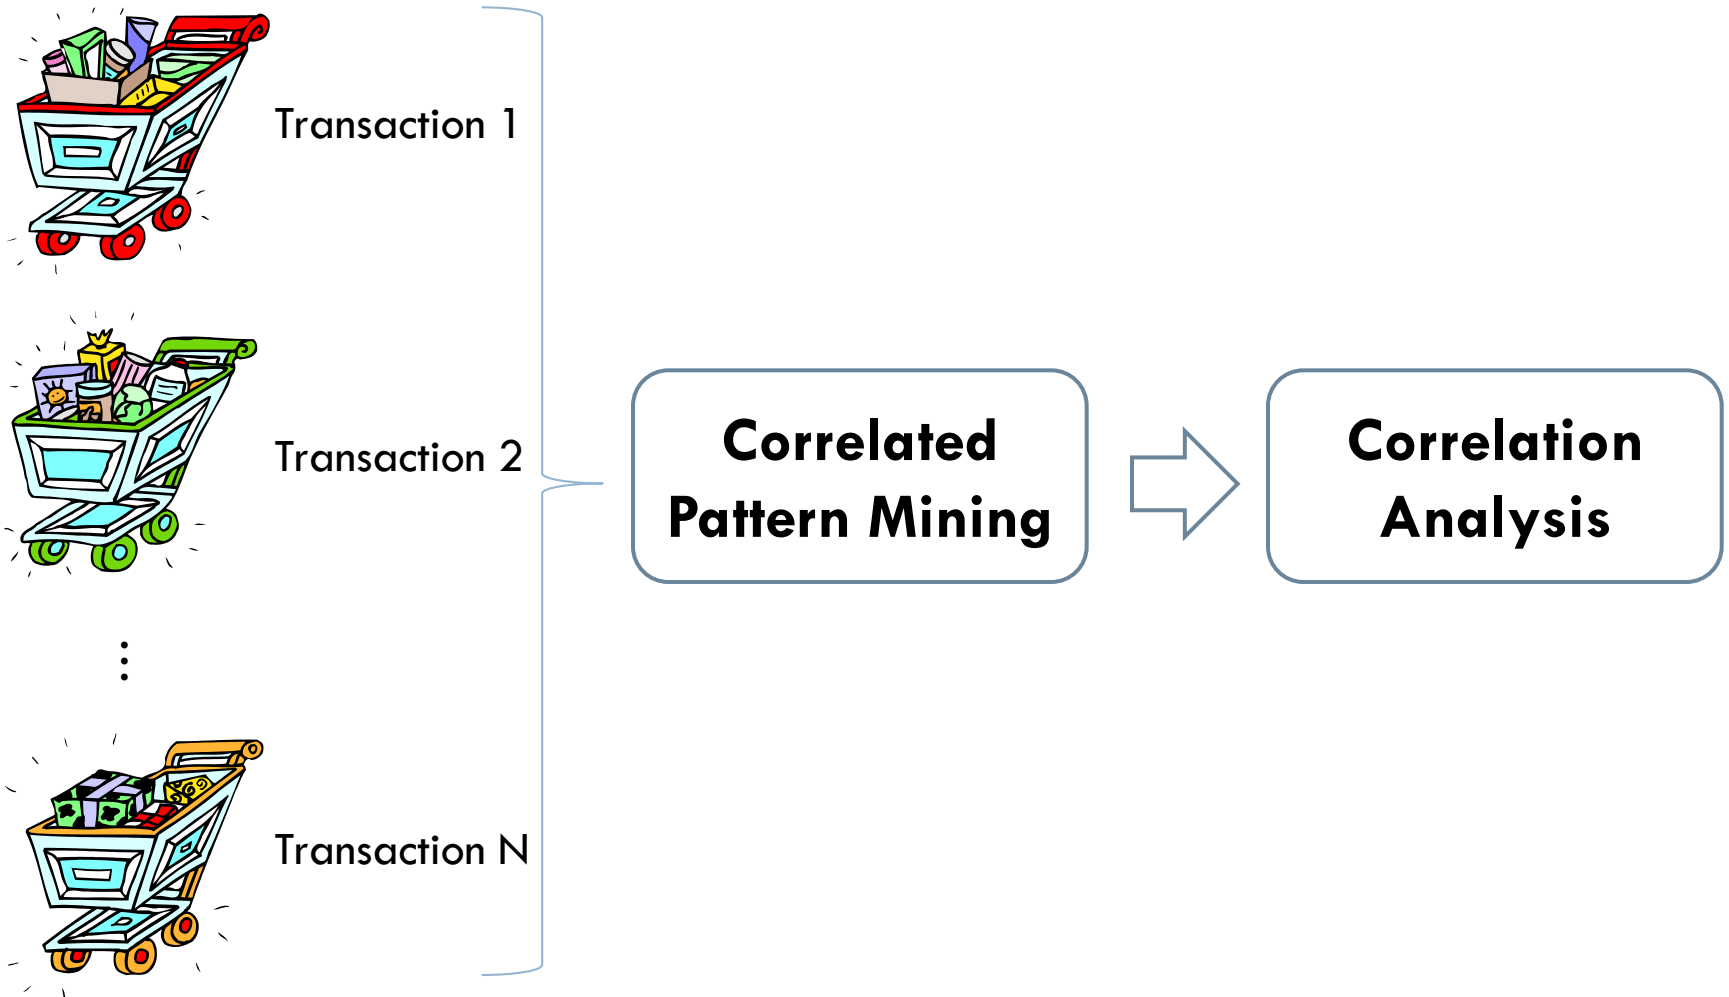 Transaction 1
Transaction 2
⋮
Transaction N
Correlated
Pattern Mining
Correlation
Analysis